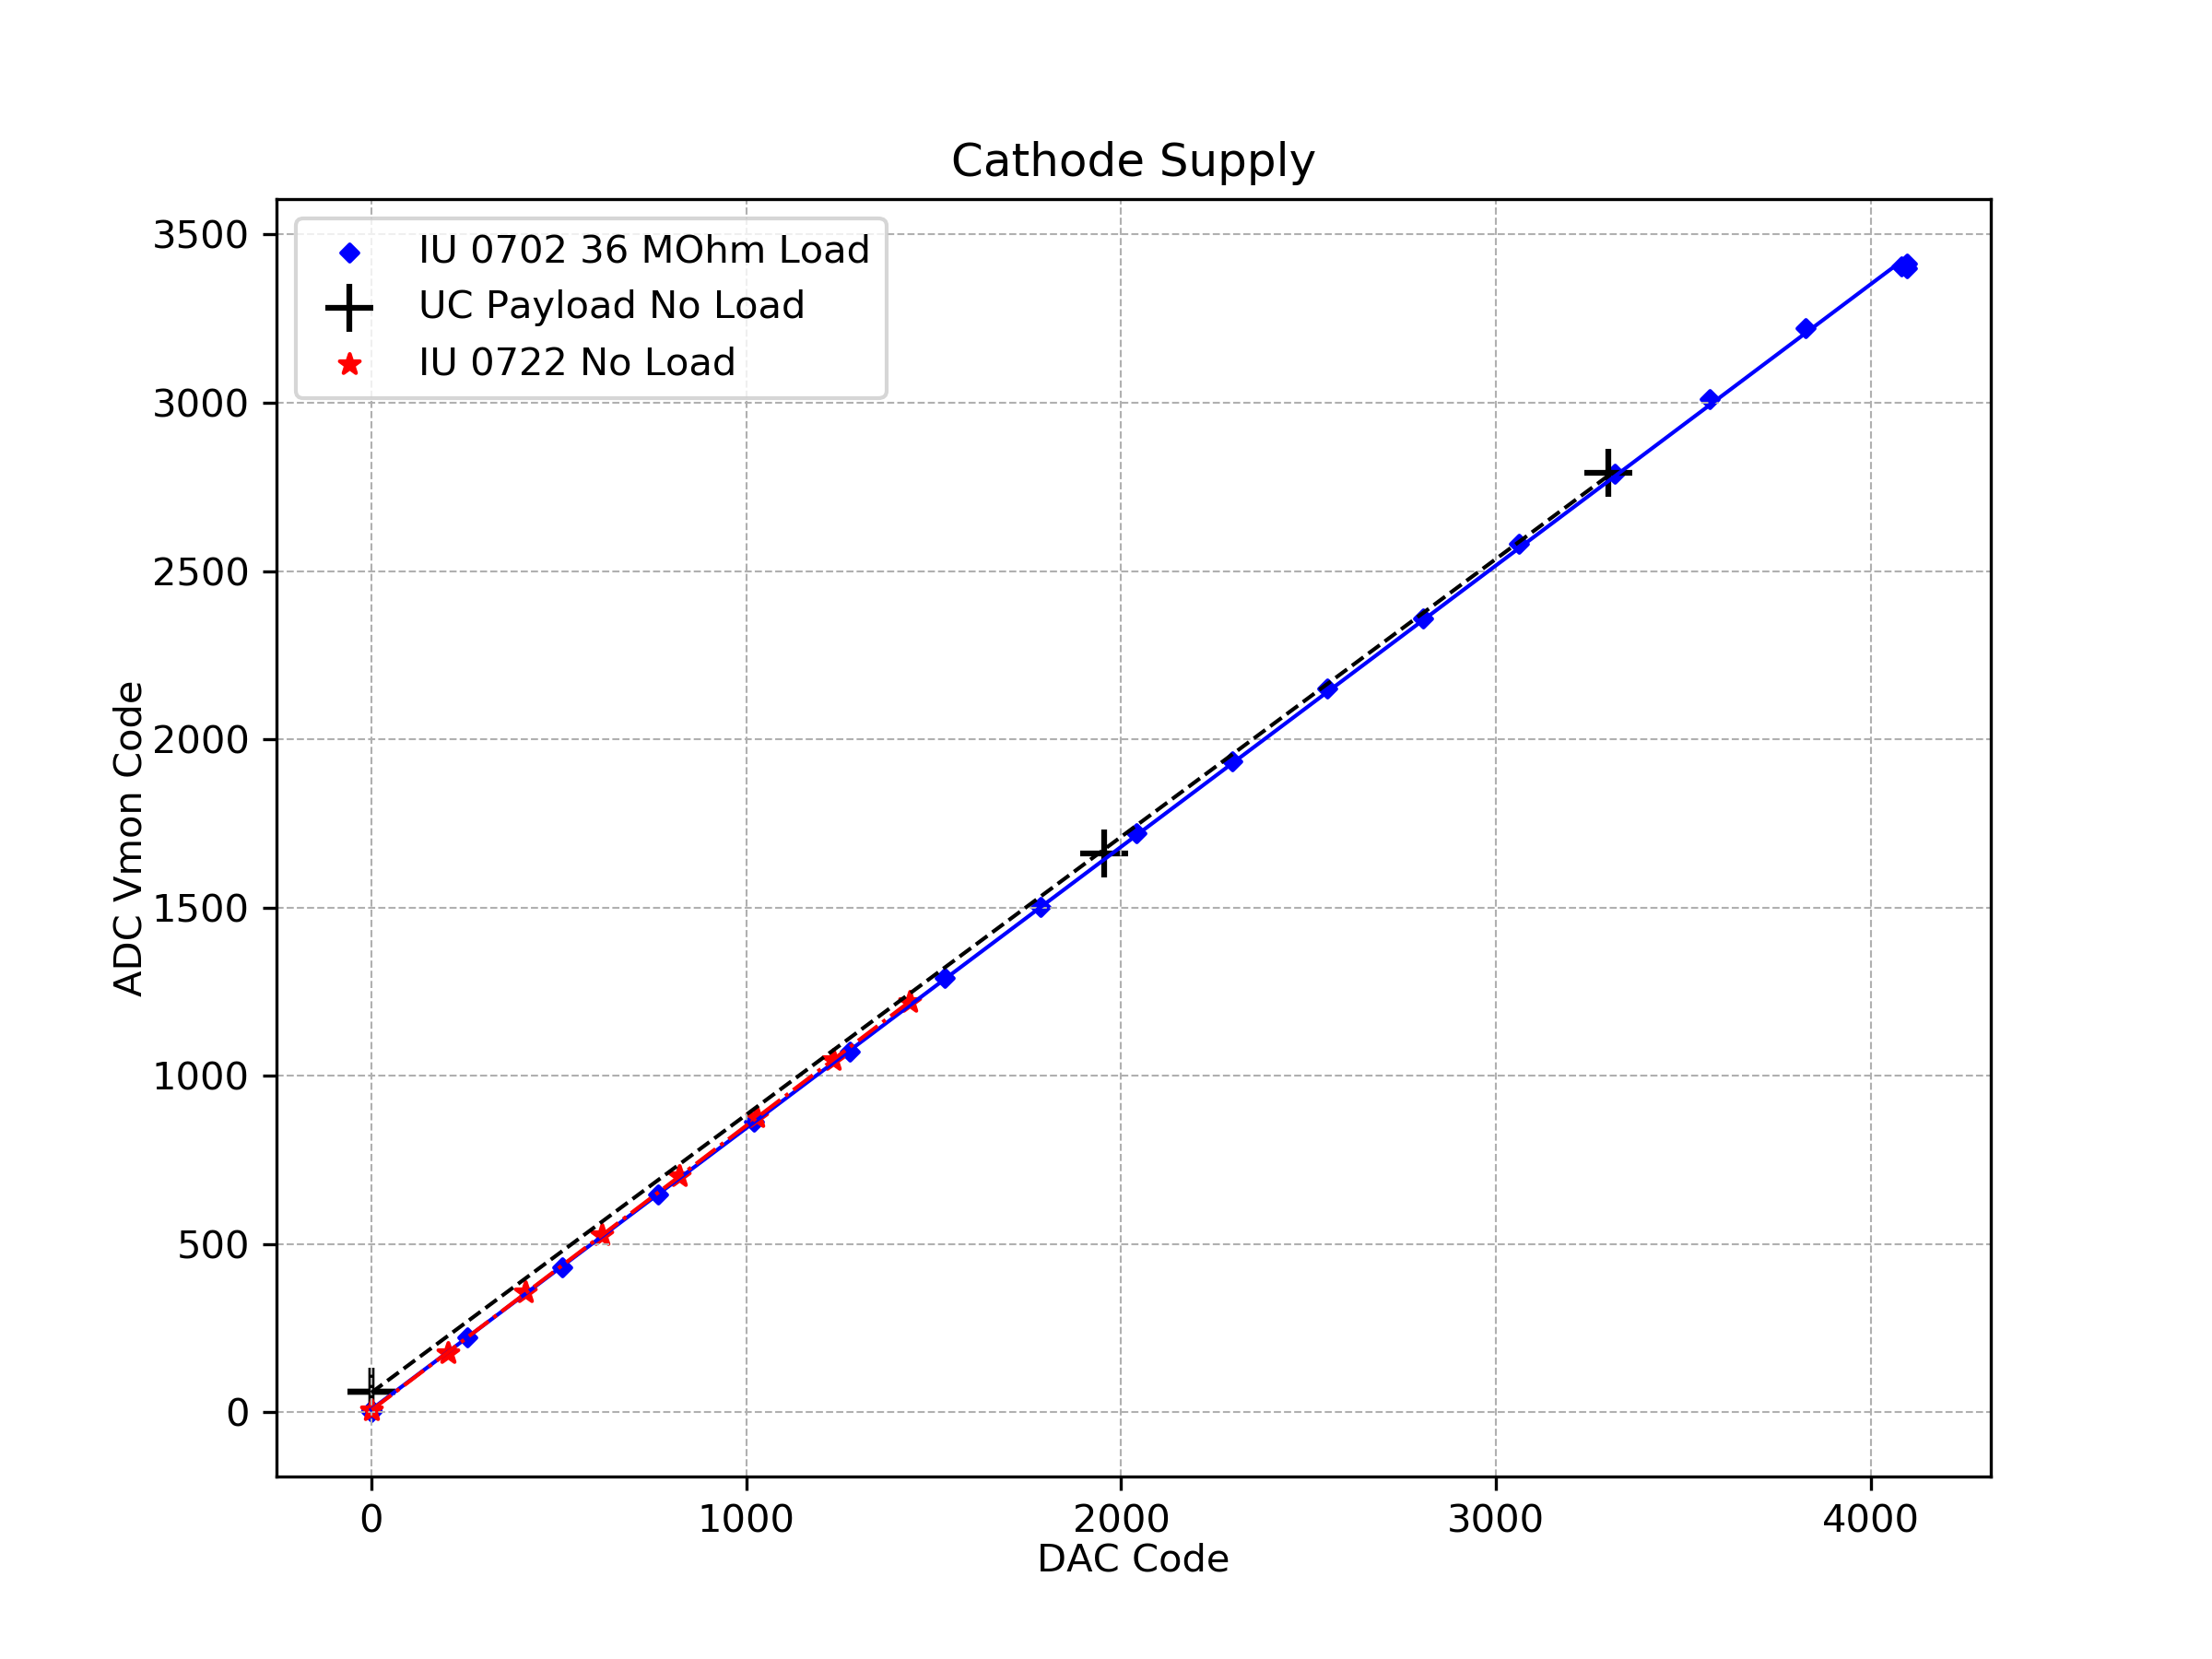 Cathode Supply
IU 0702 36 MOhm Load
UC Payload No Load
IU 0722 No Load
3500
3000
2500
2000
1500
1000
500
0
ADC Vmon Code
0 1000 2000 3000 4000
DAC Code